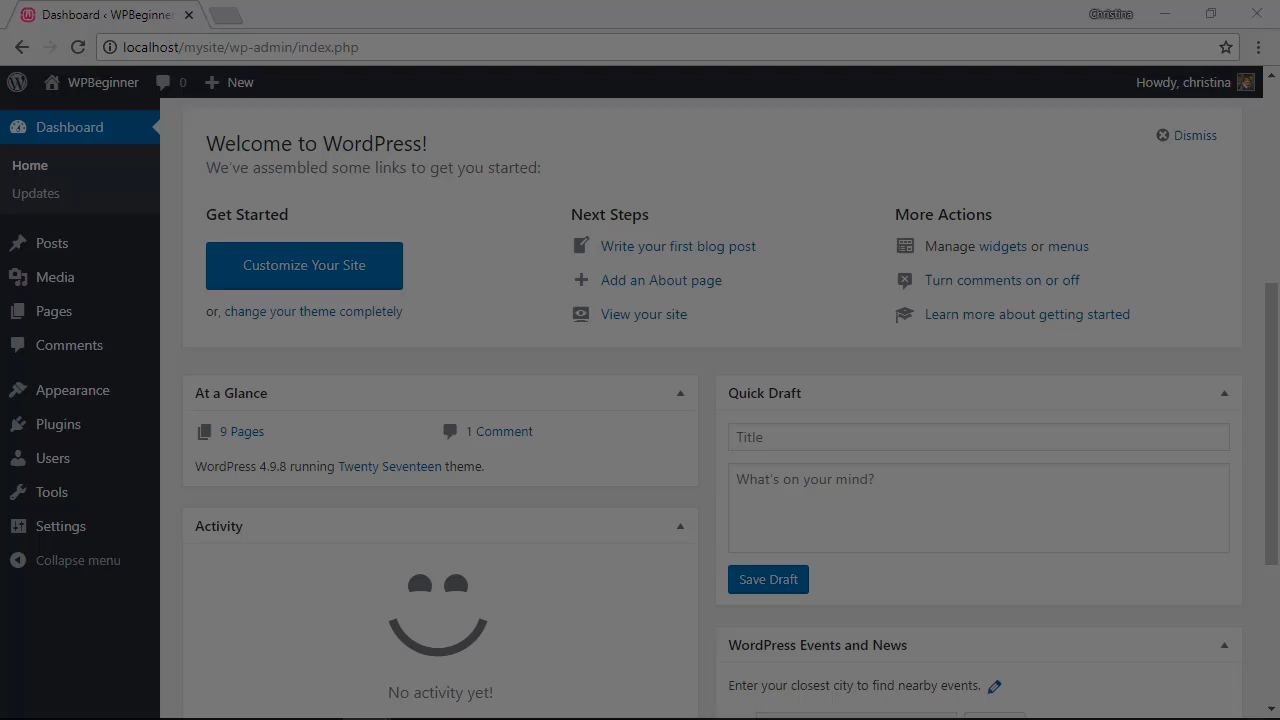 Dashboard ‹ WPBeginner
Christina
localhost/mysite/wp-admin/index.php
WPBeginner 0 New
Howdy, christina
Dashboard
Home
Updates
Posts
Media
Pages
Comments
Appearance
Plugins
Users
Tools
Settings
Collapse menu
Welcome to WordPress!
Dismiss
We've assembled some links to get you started:
Get Started
Customize Your Site
or, change your theme completely
Next Steps
Write your first blog post
Add an About page
View your site
More Actions
Manage widgets or menus
Turn comments on or off
Learn more about getting started
At a Glance
9 Pages
1 Comment
WordPress 4.9.8 running Twenty Seventeen theme.
Activity
No activity yet!
Quick Draft
Title
What's on your mind?
Save Draft
WordPress Events and News
Enter your closest city to find nearby events.